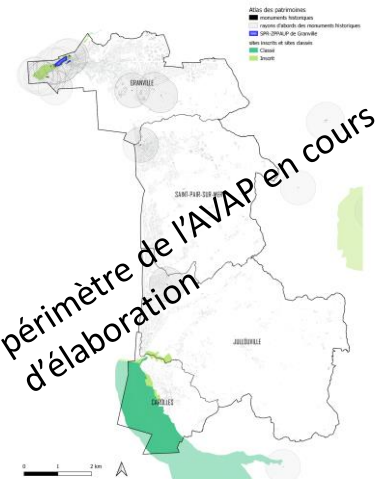 Atlas des patrimoines
monuments historiques
rayons d'abords des monuments historiques
SPR-ZPPAUP de Granville
sites inscrits et sites classés
Classé
Inscrit
GRANVILLE
SAINT-PAIR-SUR-MER
périmètre de l'AVAP en cours
d'élaboration
JULLOUVILLE
CAROLLES
0 1 2 km